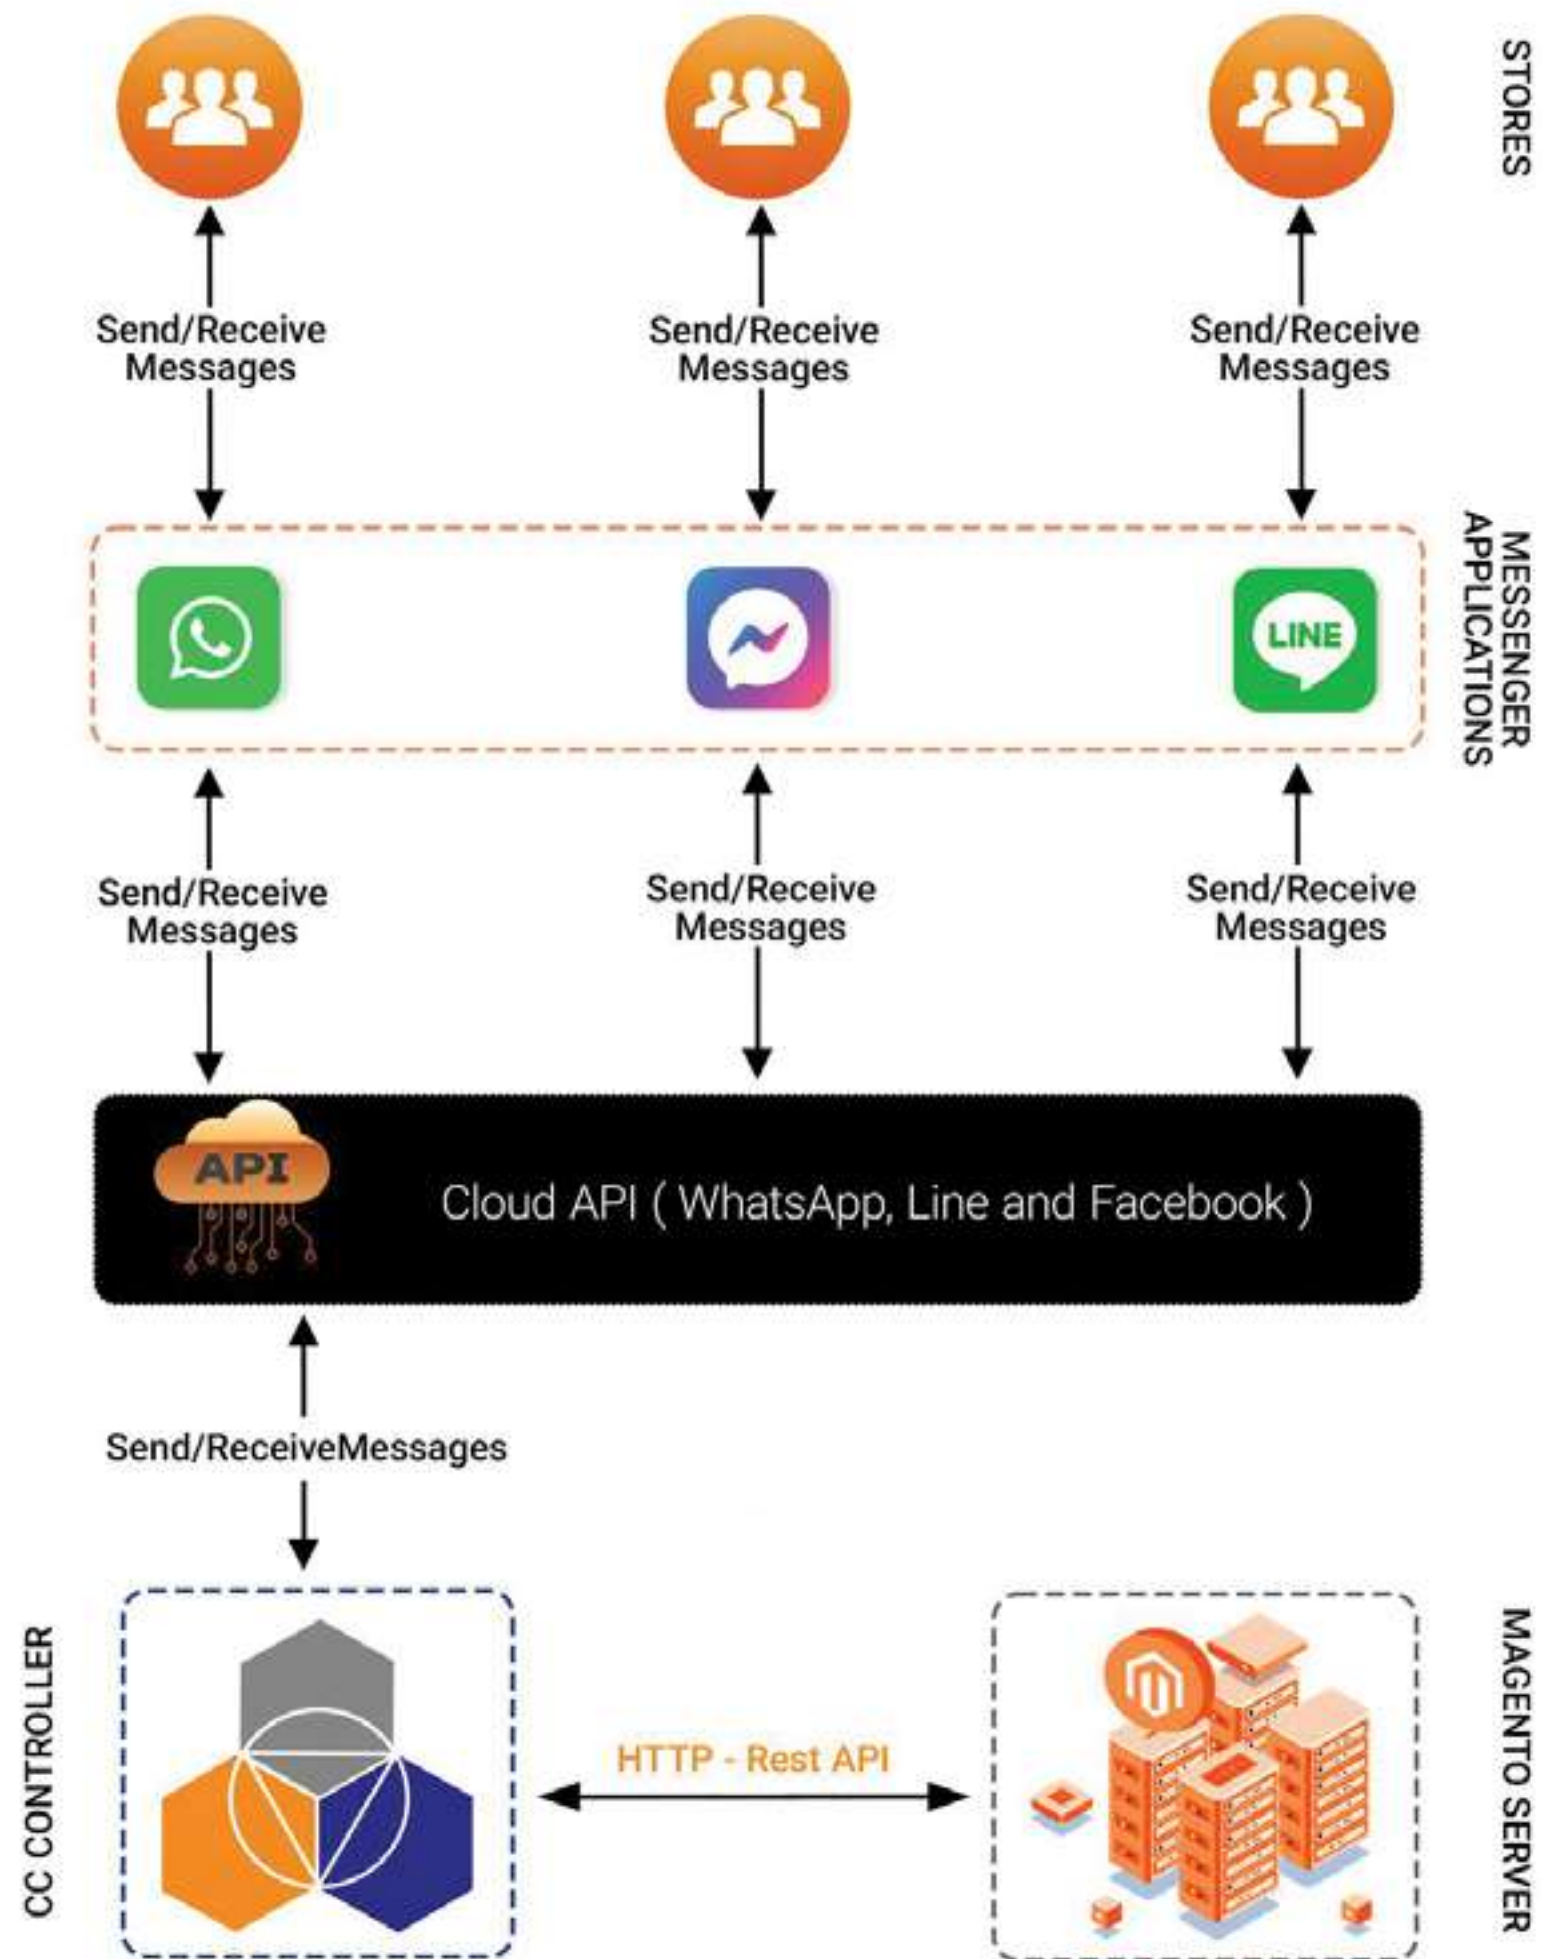 STORES
Send/Receive
Messages
Send/Receive
Messages
Send/Receive
Messages
MESSENGER
APPLICATIONS
LINE
Send/Receive
Messages
Send/Receive
Messages
Send/Receive
Messages
API
Cloud API ( WhatsApp, Line and Facebook )
Send/ReceiveMessages
CC CONTROLLER
HTTP - Rest API
MAGENTO SERVER